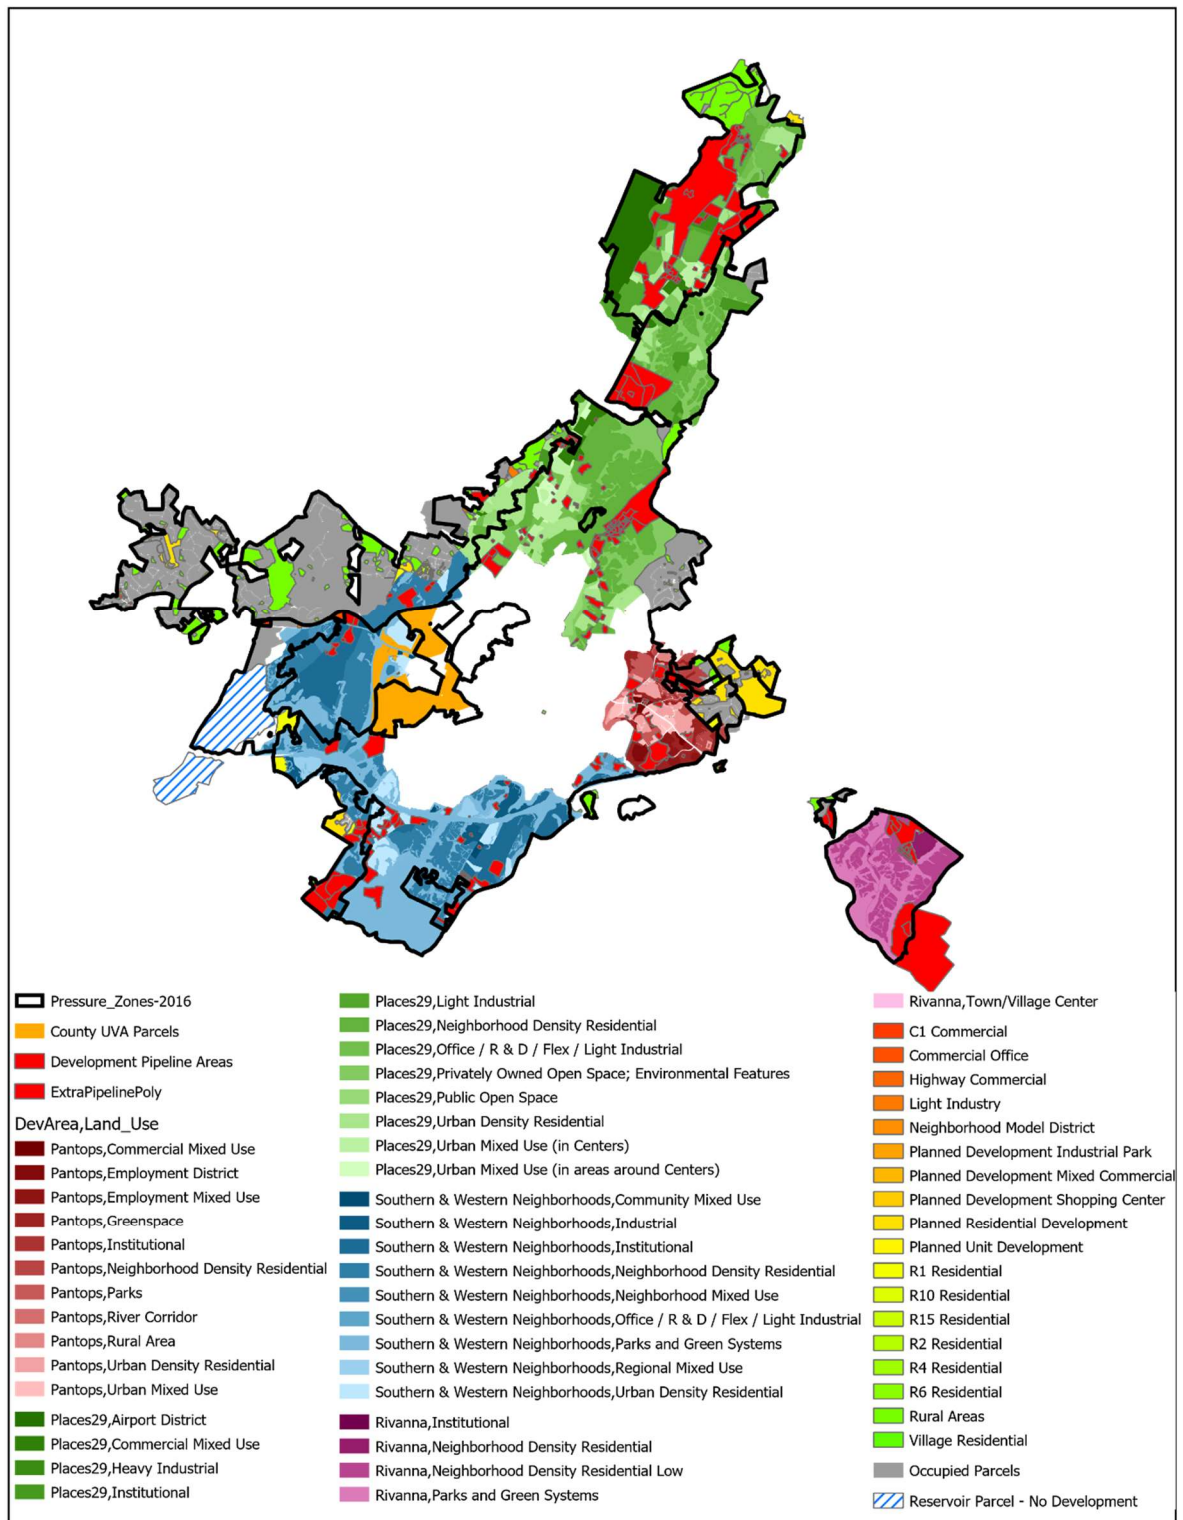 Pressure_Zones-2016
County UVA Parcels
Development Pipeline Areas
ExtraPipelinePoly
DevArea,Land_Use
Pantops,Commercial Mixed Use
Pantops,Employment District
Pantops,Employment Mixed Use
Pantops,Greenspace
Pantops,Institutional
Pantops,Neighborhood Density Residential
Pantops,Parks
Pantops,River Corridor
Pantops,Rural Area
Pantops,Urban Density Residential
Pantops,Urban Mixed Use
Places29,Airport District
Places29,Commercial Mixed Use
Places29,Heavy Industrial
Places29,Institutional
Places29,Light Industrial
Places29,Neighborhood Density Residential
Places29,Office / R & D / Flex / Light Industrial
Places29,Privately Owned Open Space; Environmental Features
Places29,Public Open Space
Places29,Urban Density Residential
Places29,Urban Mixed Use (in Centers)
Places29,Urban Mixed Use (in areas around Centers)
Southern & Western Neighborhoods,Community Mixed Use
Southern & Western Neighborhoods,Industrial
Southern & Western Neighborhoods,Institutional
Southern & Western Neighborhoods,Neighborhood Density Residential
Southern & Western Neighborhoods,Neighborhood Mixed Use
Southern & Western Neighborhoods,Office / R & D / Flex / Light Industrial
Southern & Western Neighborhoods,Parks and Green Systems
Southern & Western Neighborhoods,Regional Mixed Use
Southern & Western Neighborhoods,Urban Density Residential
Rivanna,Institutional
Rivanna,Neighborhood Density Residential
Rivanna,Neighborhood Density Residential Low
Rivanna,Parks and Green Systems
Rivanna,Town/Village Center
C1 Commercial
Commercial Office
Highway Commercial
Light Industry
Neighborhood Model District
Planned Development Industrial Park
Planned Development Mixed Commercial
Planned Development Shopping Center
Planned Residential Development
Planned Unit Development
R1 Residential
R10 Residential
R15 Residential
R2 Residential
R4 Residential
R6 Residential
Rural Areas
Village Residential
Occupied Parcels
Reservoir Parcel - No Development